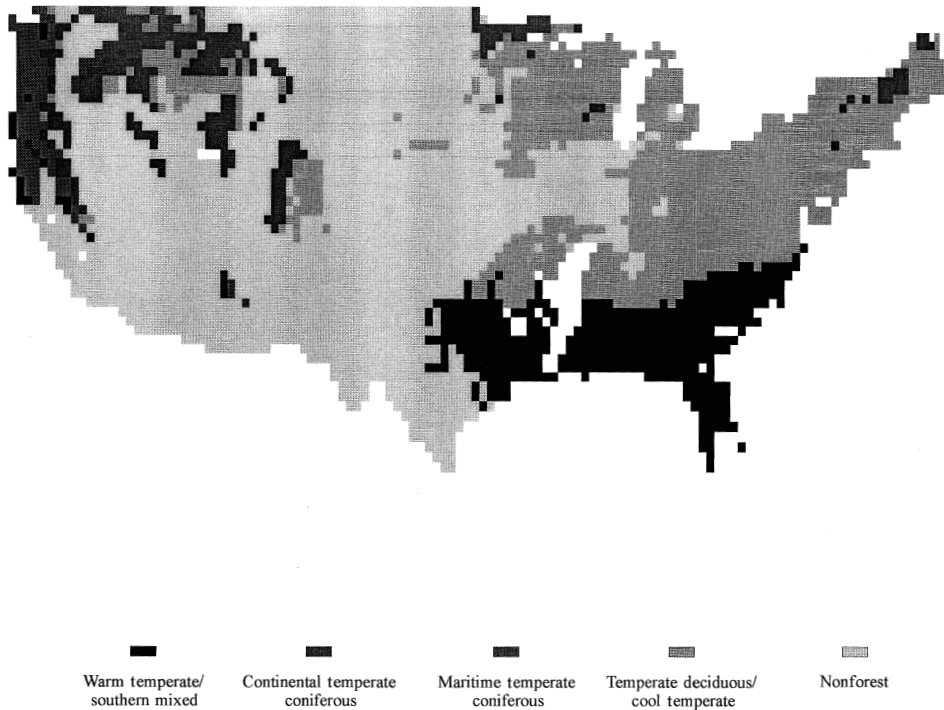 Warm temperate/
southern mixed
Continental temperate
coniferous
Maritime temperate
coniferous
Temperate deciduous/
cool temperate
Nonforest